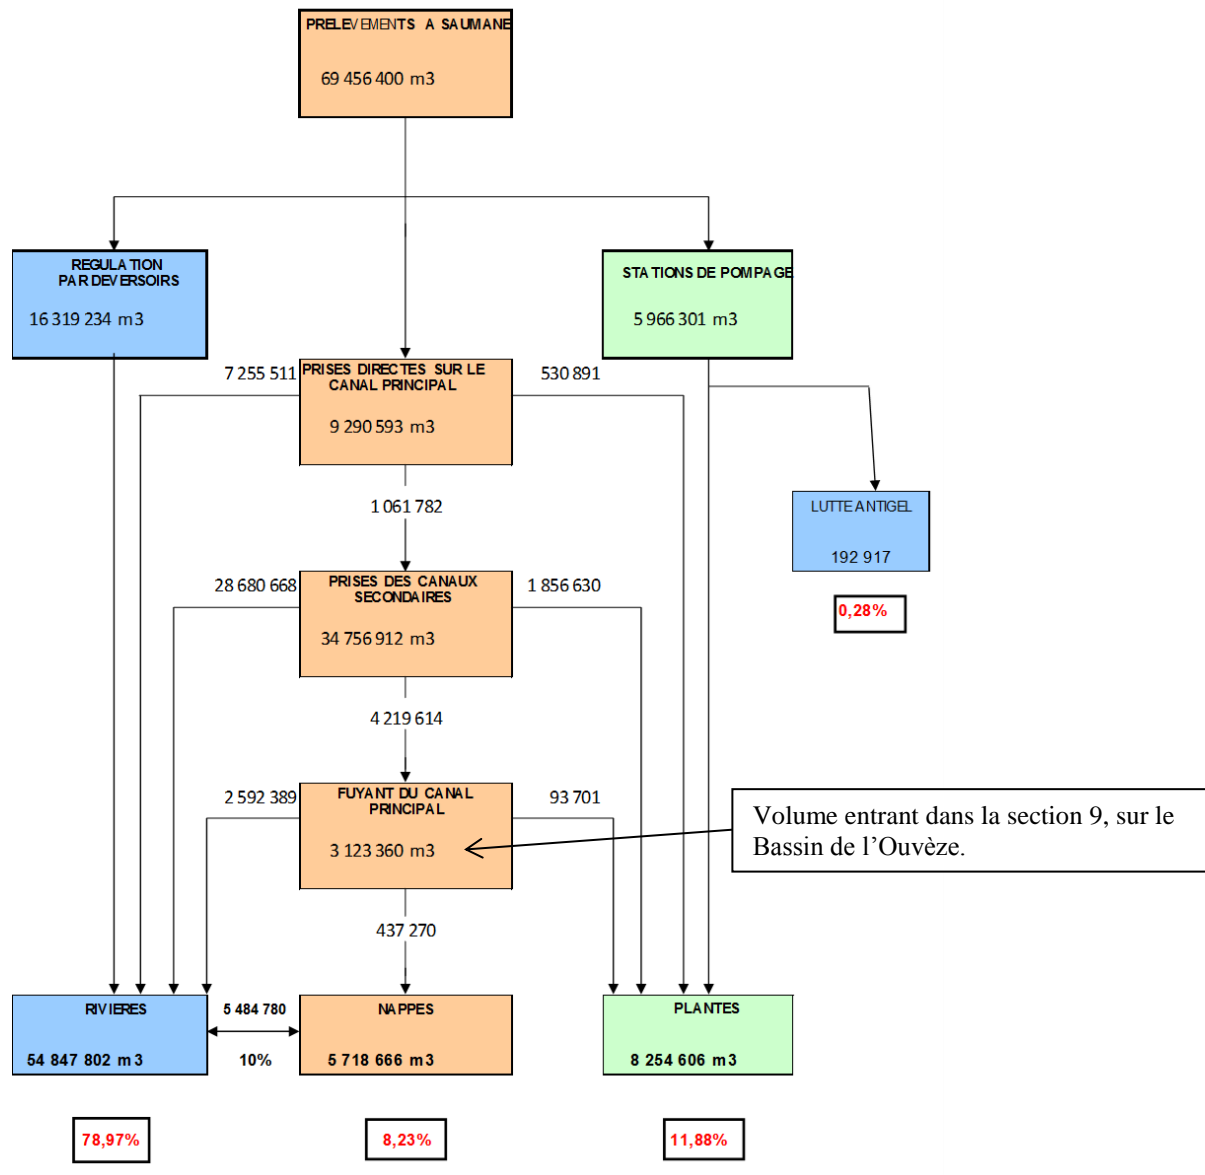 PRELEVEMENTS A SAUMANE
69 456 400 m3
REGULATION
PAR DEVERSOIRS
16 319 234 m3
STATIONS DE POMPAGE
5 966 301 m3
7 255 511
PRISES DIRECTES SUR LE
CANAL PRINCIPAL
9 290 593 m3
530 891
1 061 782
LUTTE ANTIGEL
192 917
0,28%
28 680 668
PRISES DES CANAUX
SECONDAIRES
34 756 912 m3
1 856 630
4 219 614
2 592 389
FUYANT DU CANAL
PRINCIPAL
3 123 360 m3
93 701
Volume entrant dans la section 9, sur le
Bassin de l’Ouvèze.
437 270
RIVIERES
54 847 802 m3
5 484 780
10%
NAPPES
5 718 666 m3
PLANTES
8 254 606 m3
78,97%
8,23%
11,88%